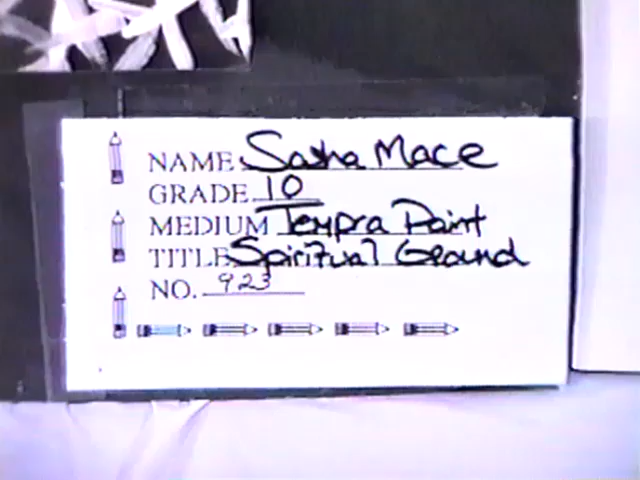 NAME Sasha Mace
GRADE 10
MEDIUM Tempra Paint
TITLE Spiritual Ground
NO. 923